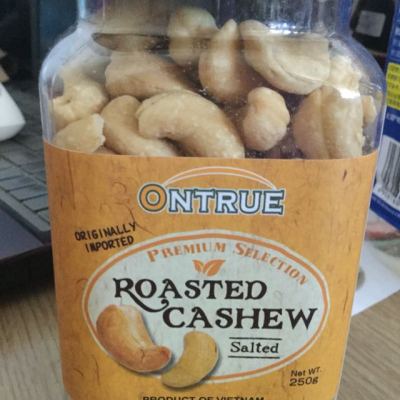 ONTRUE
ORIGINALLY
IMPORTED
PREMIUM SELECTION
ROASTED
CASHEW
Salted
Net WT.
250g
PRODUCT OF VIETNAM